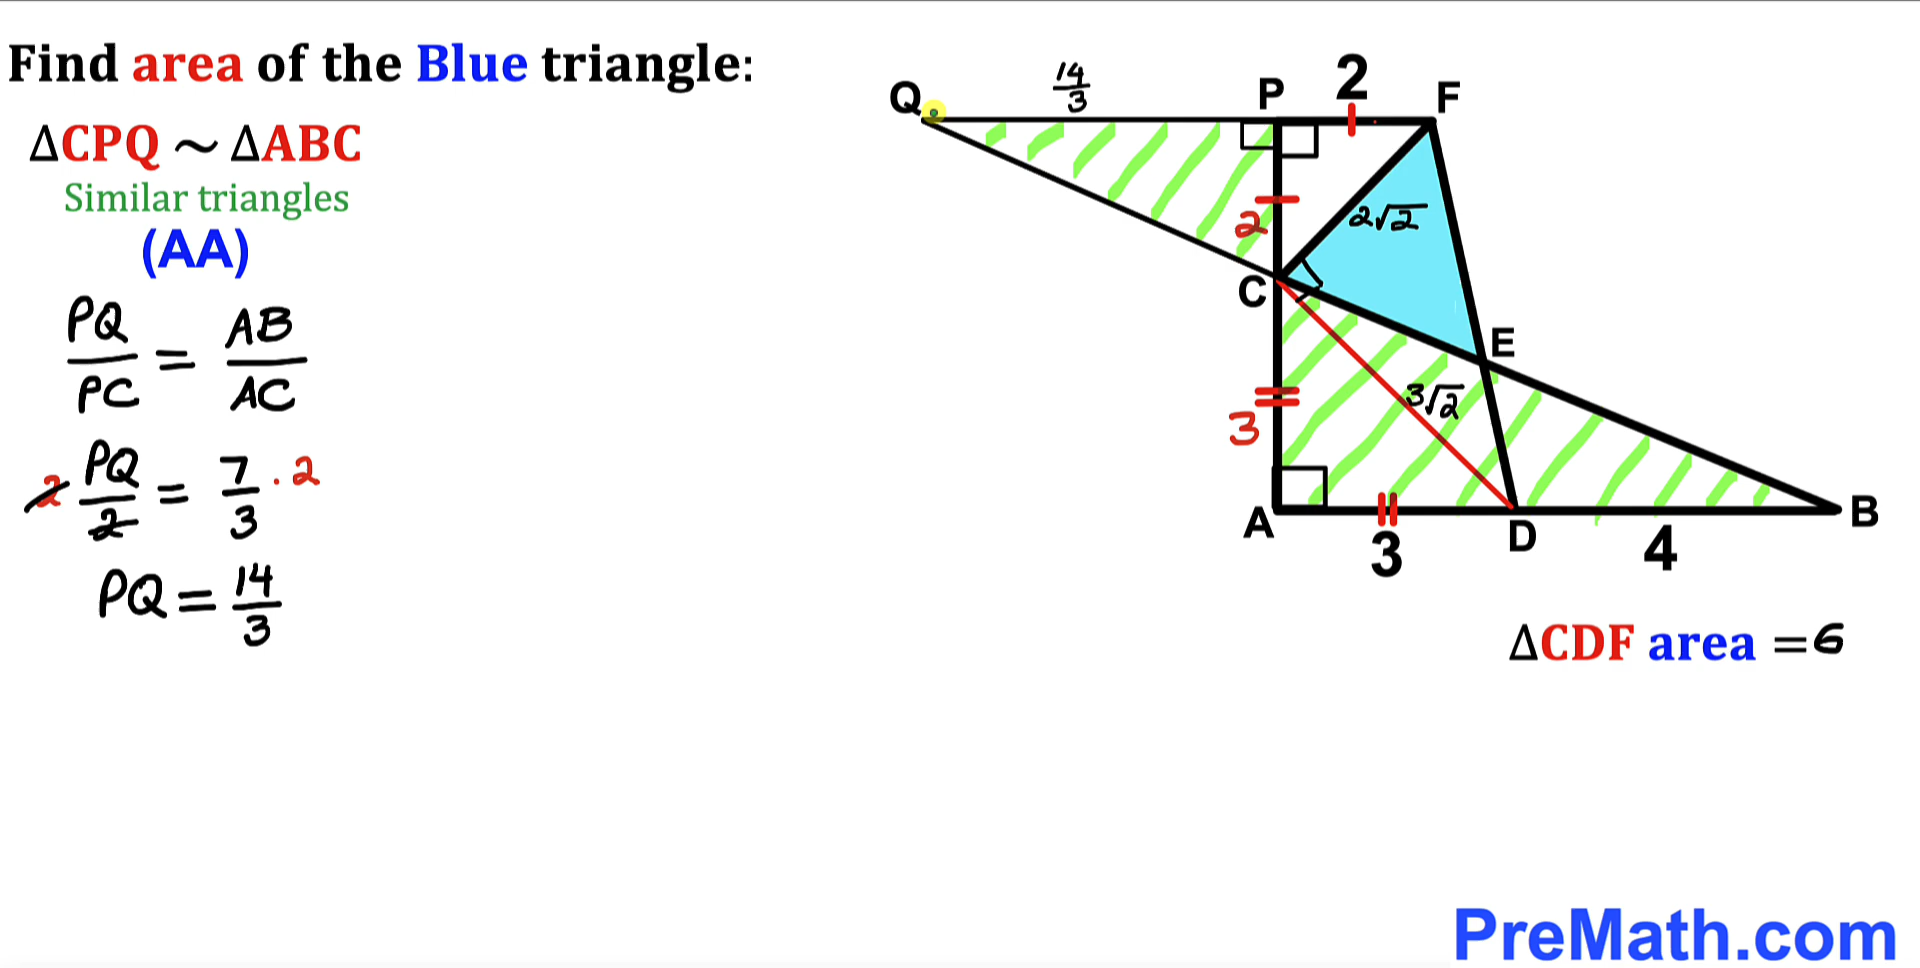 Find area of the Blue triangle:
ΔCPQ ~ ΔABC
Similar triangles
(AA)
PQ/PC = AB/AC
2 PQ/2 = 7/3 · 2
PQ = 14/3
Q
14/3
P
2
F
2
2√2
C
E
3√2
3
A
3
D
4
B
ΔCDF area = 6
PreMath.com